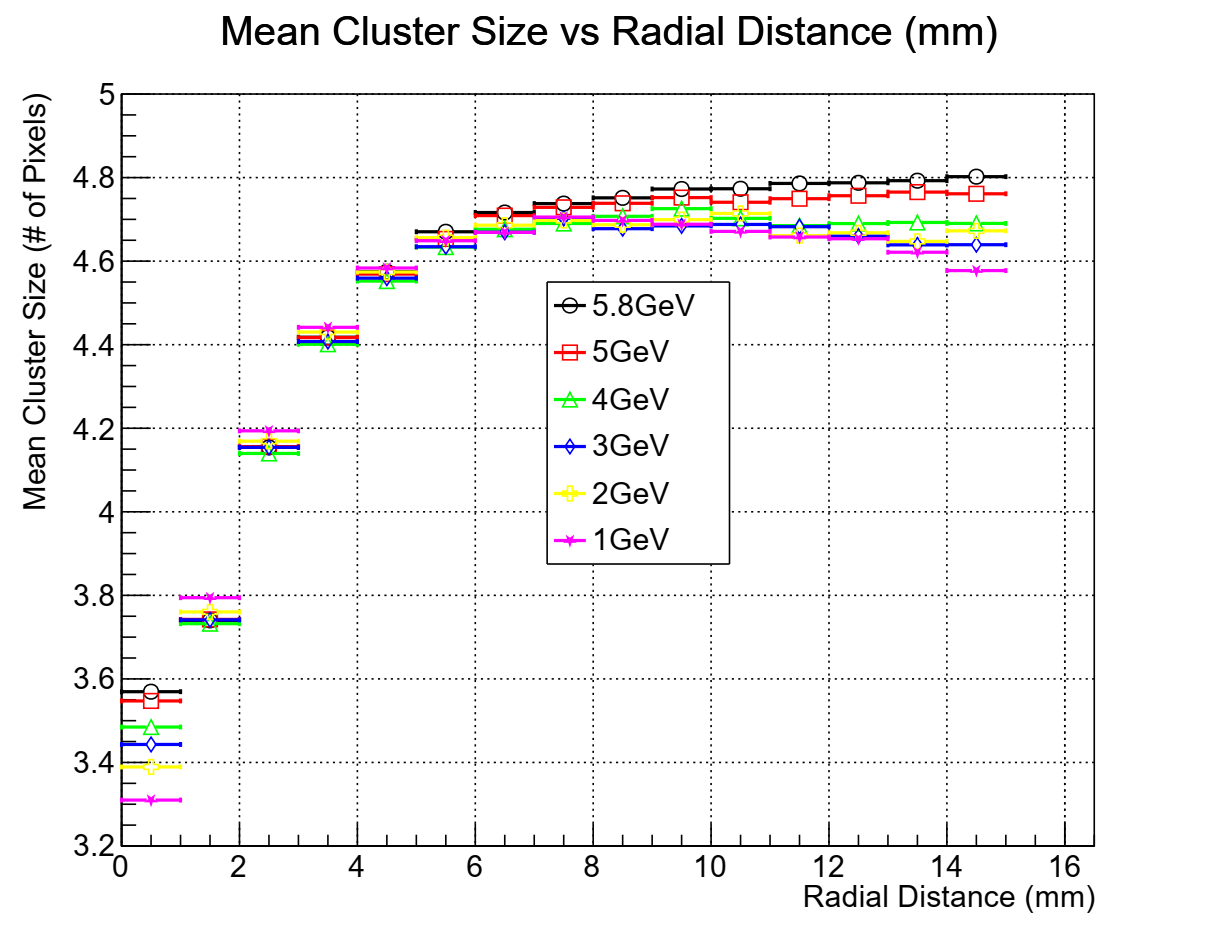 Mean Cluster Size vs Radial Distance (mm)
Mean Cluster Size (# of Pixels)
5
4.8
4.6
4.4
4.2
4
3.8
3.6
3.4
3.2
5.8GeV
5GeV
4GeV
3GeV
2GeV
1GeV
0 2 4 6 8 10 12 14 16
Radial Distance (mm)